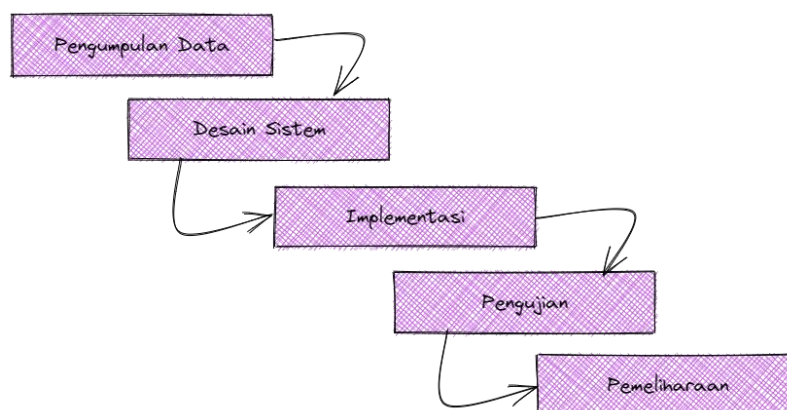 Pengumpulan Data
Desain Sistem
Implementasi
Pengujian
Pemeliharaan